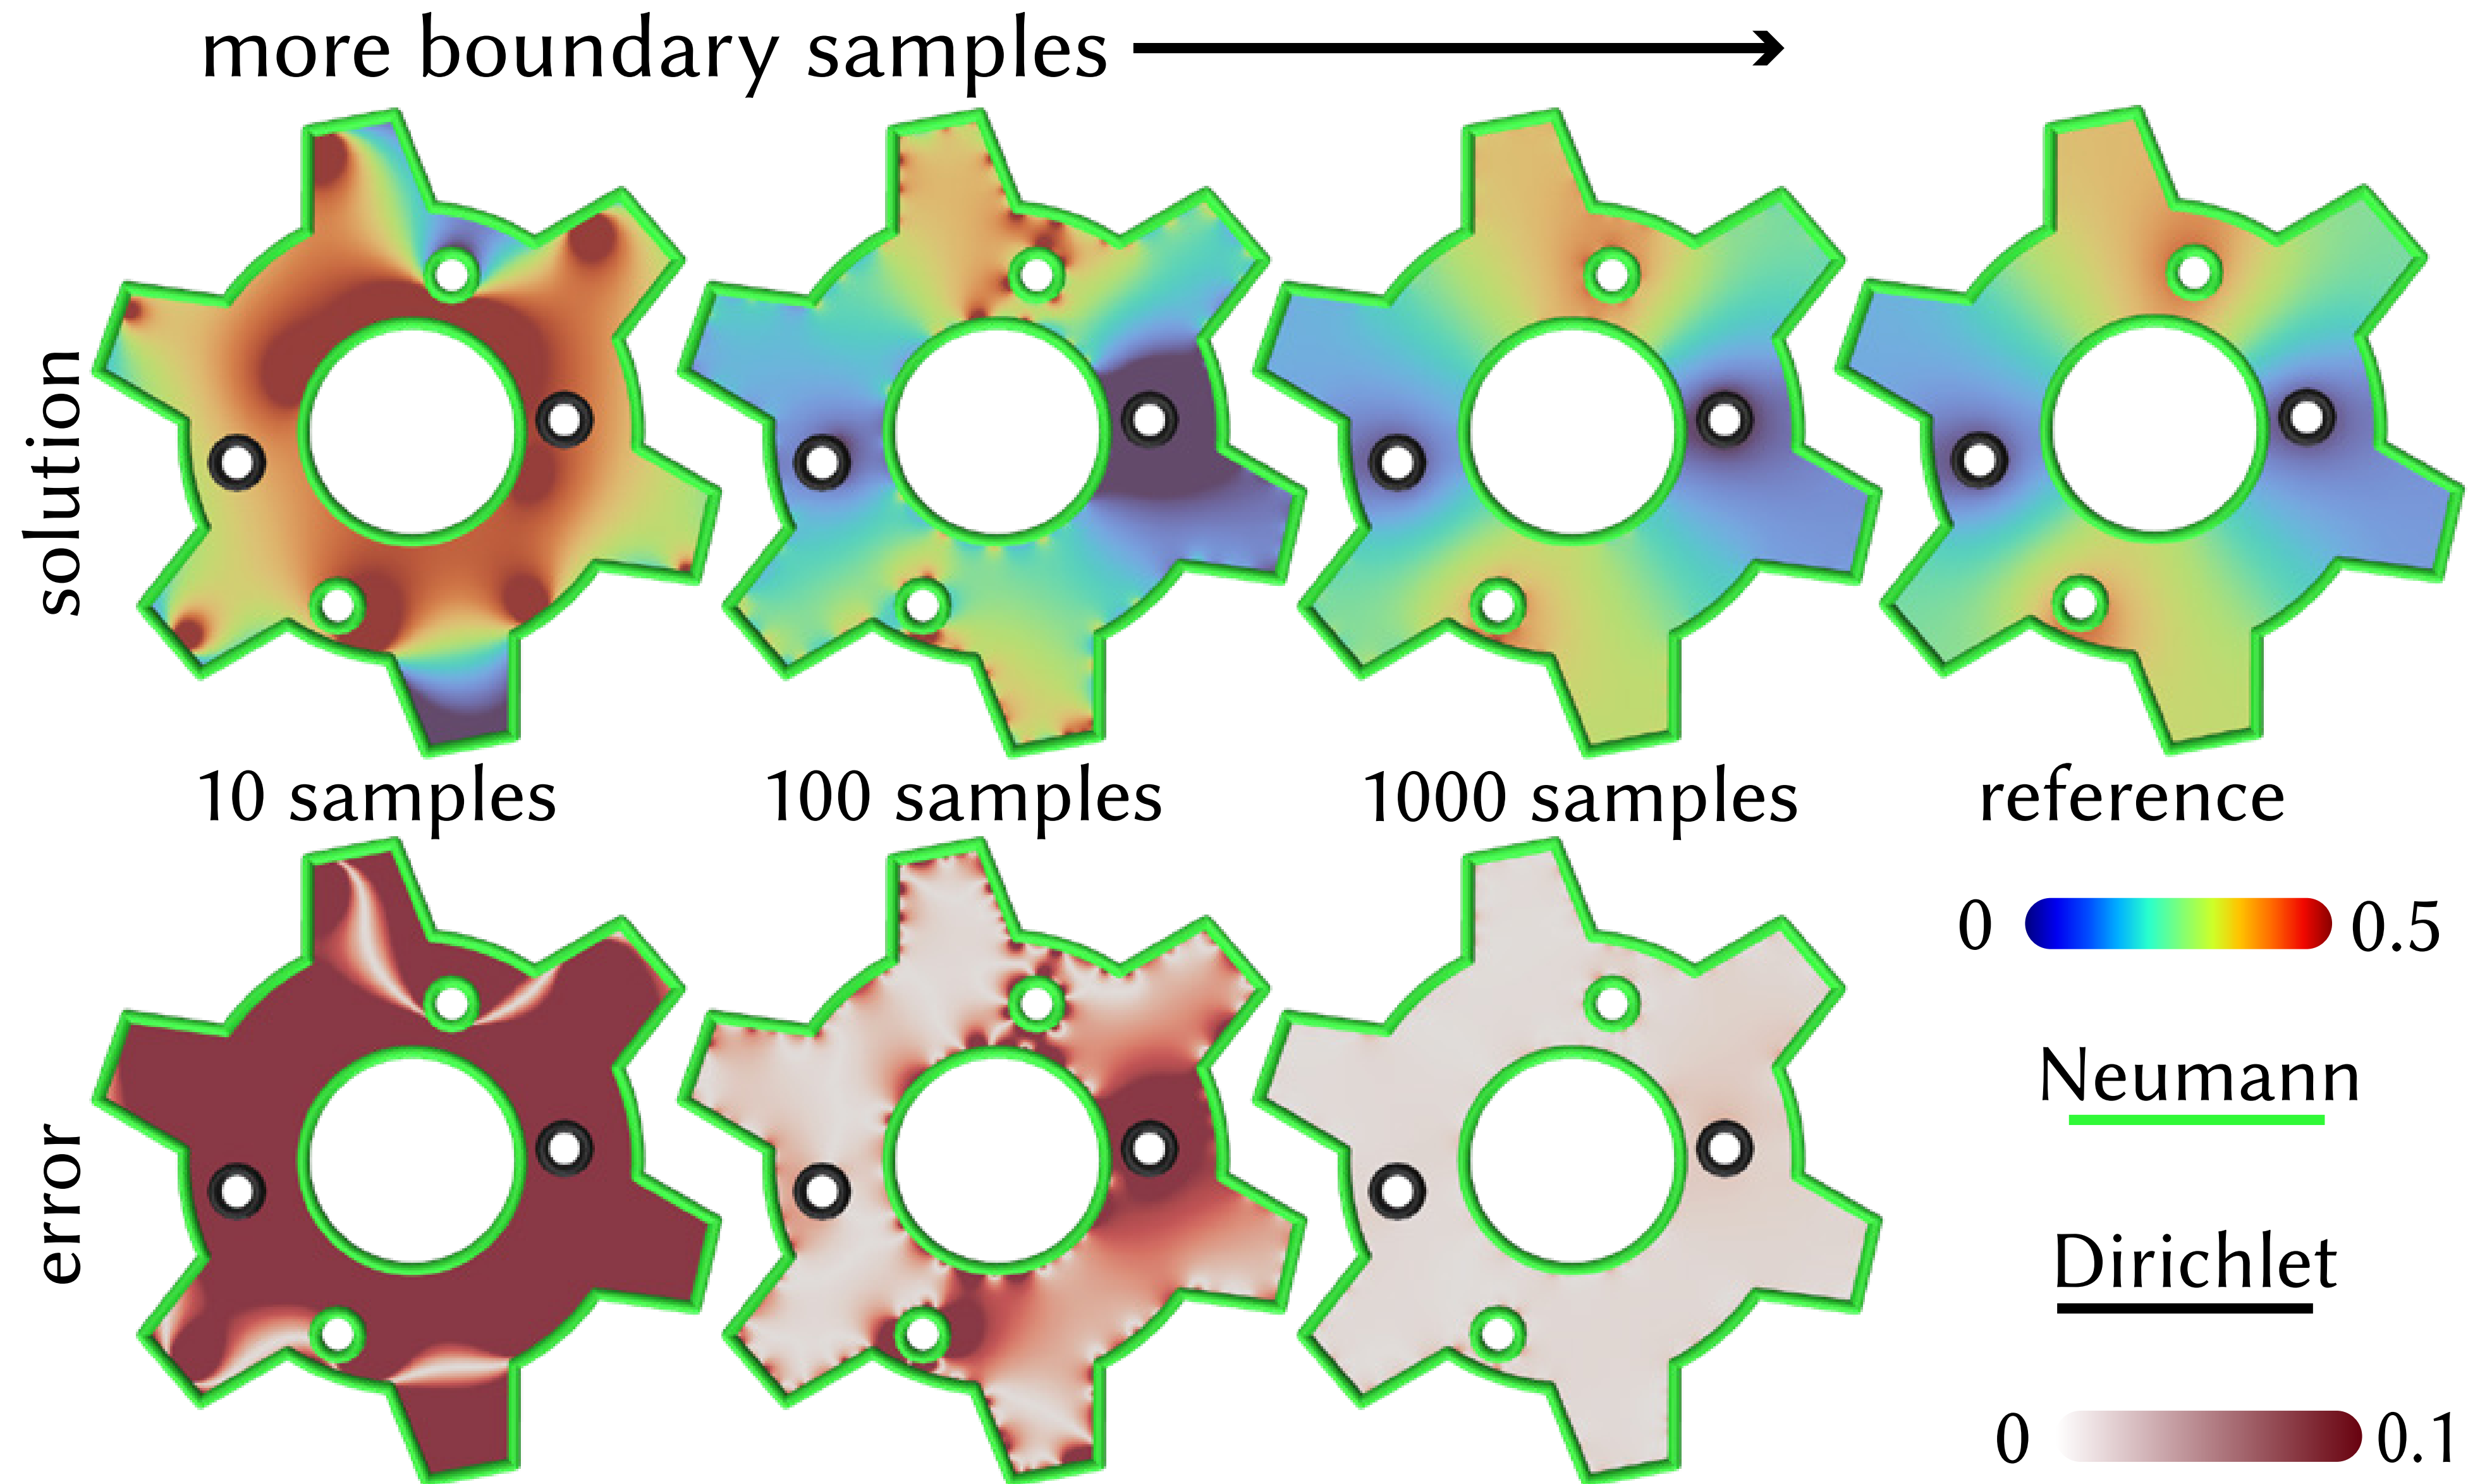 more boundary samples
solution
10 samples
100 samples
1000 samples
reference
0
0.5
error
Neumann
Dirichlet
0
0.1